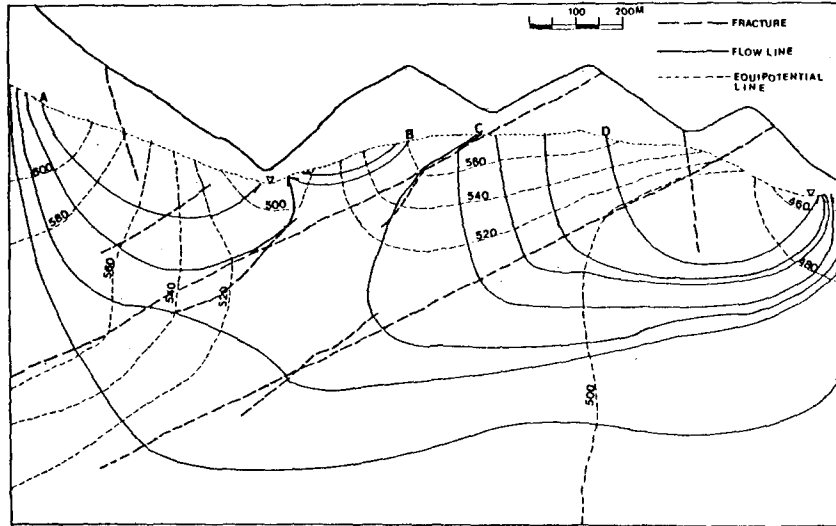 100 200M
FRACTURE
FLOW LINE
EQUIPOTENTIAL
LINE
A
B
C
D
600
580
560
540
520
500
560
540
520
500
460
480